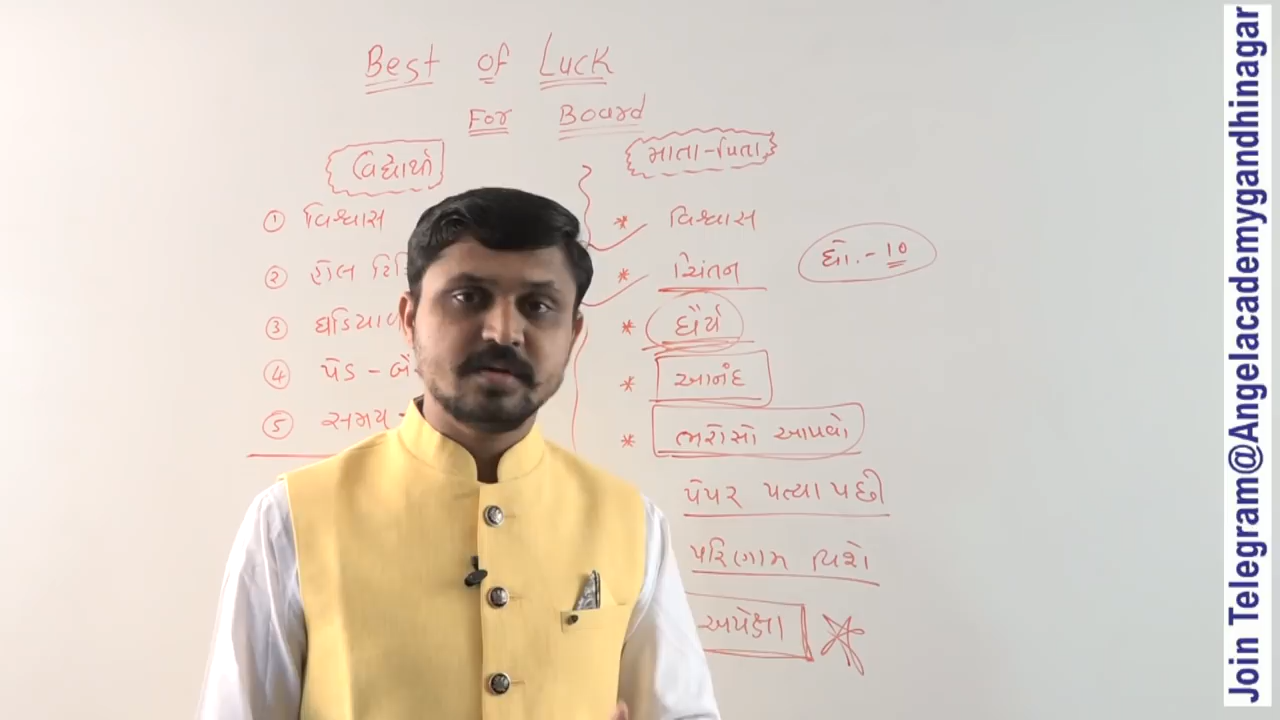 Best of Luck
For Board
વિદ્યાર્થી
① વિશ્વાસ
② હોલ ટિકિ
③ ઘડિયાળ
④ પેડ - બો
⑤ સમય -
માતા - પિતા
* વિશ્વાસ
* ચિંતન
* ધૈર્ય
* આનંદ
* ભરોસો આપવો
પેપર પત્યા પછી
પરિણામ વિશે
અપેક્ષા
ધો. - 10
Join Telegram@Angelacademygandhinagar